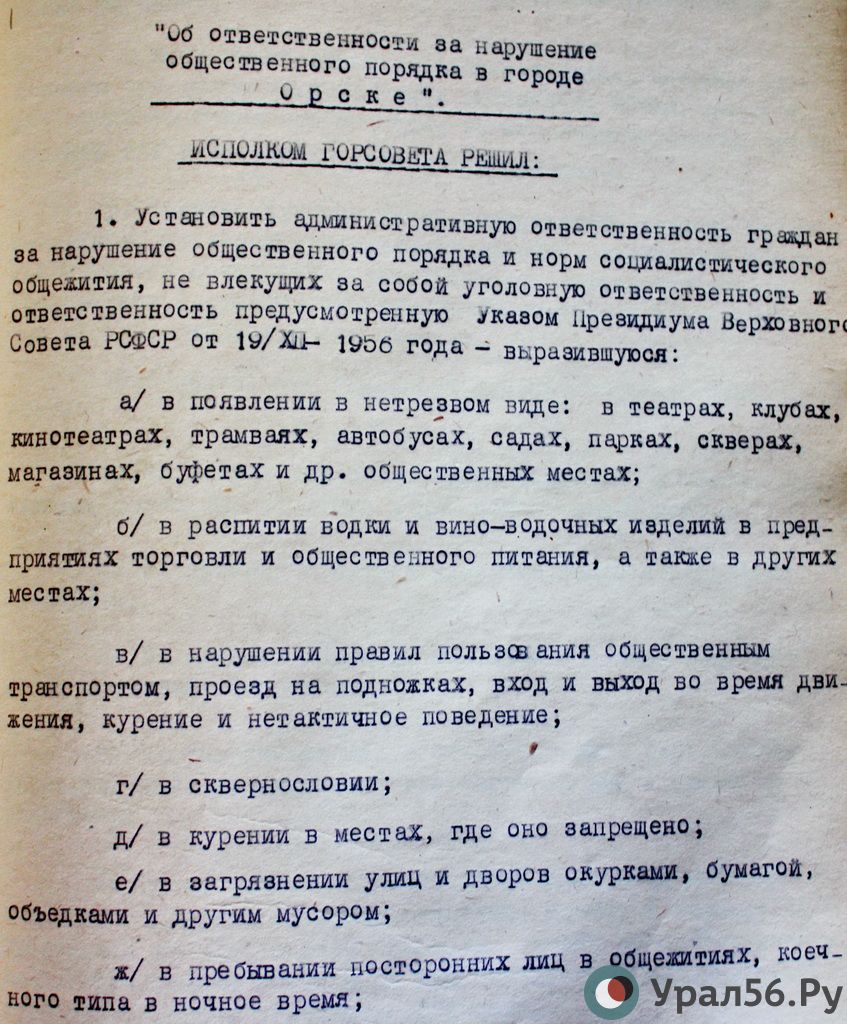 "Об ответственности за нарушение
общественного порядка в городе
Орске".
ИСПОЛКОМ ГОРСОВЕТА РЕШИЛ:
1. Установить административную ответственность граждан
за нарушение общественного порядка и норм социалистического
общежития, не влекущих за собой уголовную ответственность и
ответственность предусмотренную Указом Президиума Верховного
Совета РСФСР от 19/XII- 1956 года - выразившуюся:
а/ в появлении в нетрезвом виде: в театрах, клубах,
кинотеатрах, трамваях, автобусах, садах, парках, скверах,
магазинах, буфетах и др. общественных местах;
б/ в распитии водки и вино-водочных изделий в пред-
приятиях торговли и общественного питания, а также в других
местах;
в/ в нарушении правил пользования общественным
транспортом, проезд на подножках, вход и выход во время дви-
жения, курение и нетактичное поведение;
г/ в сквернословии;
д/ в курении в местах, где оно запрещено;
е/ в загрязнении улиц и дворов окурками, бумагой,
объедками и другим мусором;
ж/ в пребывании посторонних лиц в общежитиях, коеч-
ного типа в ночное время;
Урал56.Ру